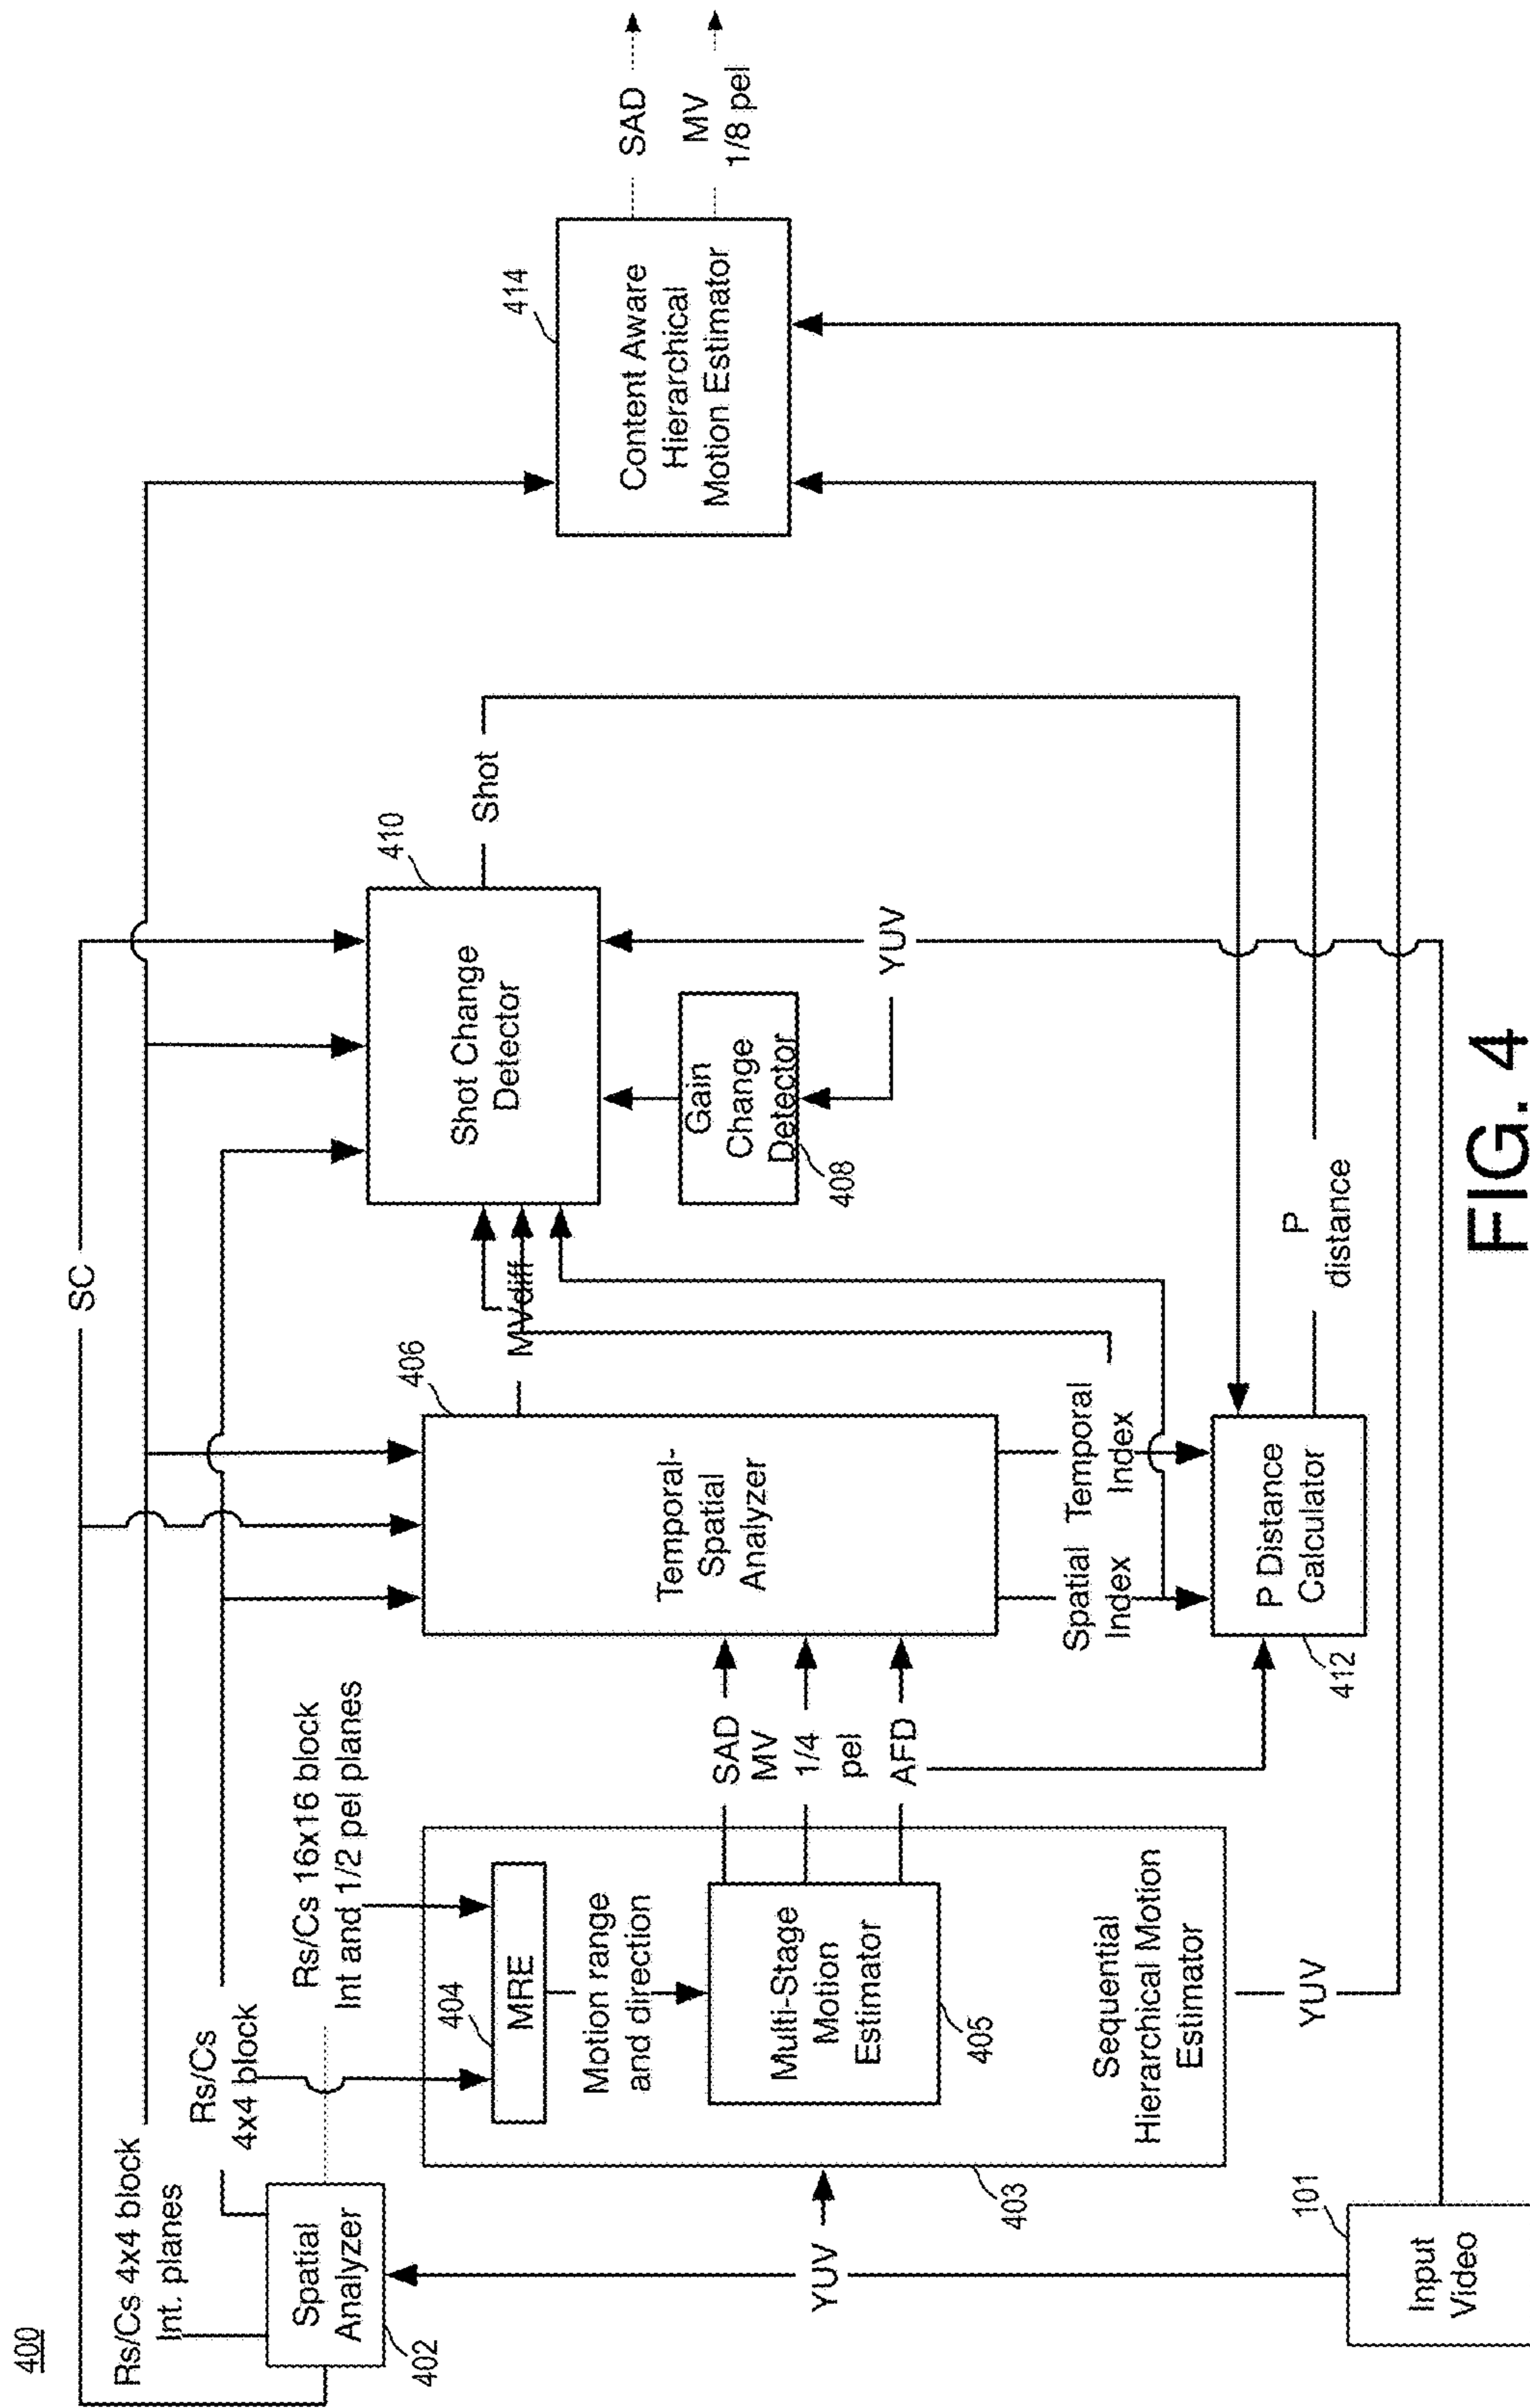 400
SC
Rs/Cs 4x4 block
Int. planes
Rs/Cs
4x4 block
Rs/Cs 16x16 block
Int and 1/2 pel planes
Spatial
Analyzer
402
404
MRE
Motion range
and direction
Multi-Stage
Motion
Estimator
405
Sequential
Hierarchical Motion
Estimator
403
YUV
YUV
101
Input
Video
SAD
MV
1/4
pel
AFD
406
Temporal-
Spatial
Analyzer
MVdiff
Spatial
Index
Temporal
Index
P Distance
Calculator
412
P
distance
410
Shot Change
Detector
Shot
Gain
Change
Detector
408
YUV
414
Content Aware
Hierarchical
Motion Estimator
SAD
MV
1/8 pel
FIG. 4